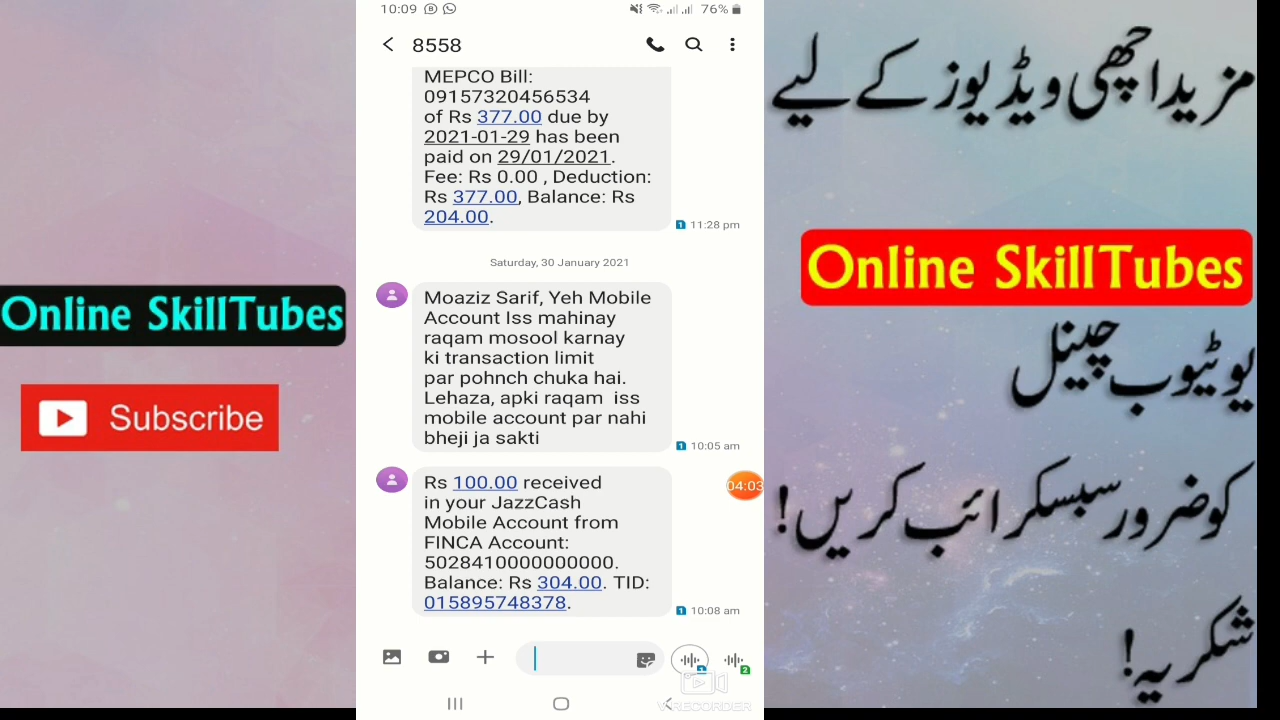 Online SkillTubes
Subscribe
10:09
76%
8558
MEPCO Bill:
09157320456534
of Rs 377.00 due by
2021-01-29 has been
paid on 29/01/2021.
Fee: Rs 0.00 , Deduction:
Rs 377.00, Balance: Rs
204.00.
1 11:28 pm
Saturday, 30 January 2021
Moaziz Sarif, Yeh Mobile
Account Iss mahinay
raqam mosool karnay
ki transaction limit
par pohnch chuka hai.
Lehaza, apki raqam iss
mobile account par nahi
bheji ja sakti
1 10:05 am
Rs 100.00 received
in your JazzCash
Mobile Account from
FINCA Account:
5028410000000000.
Balance: Rs 304.00. TID:
015895748378.
1 10:08 am
04:03
1
2
V RECORDER
مزید اچھی ویڈیوز کے لیے
Online SkillTubes
یوٹیوب چینل
کو ضرور سبسکرائب کریں!
شکریہ!